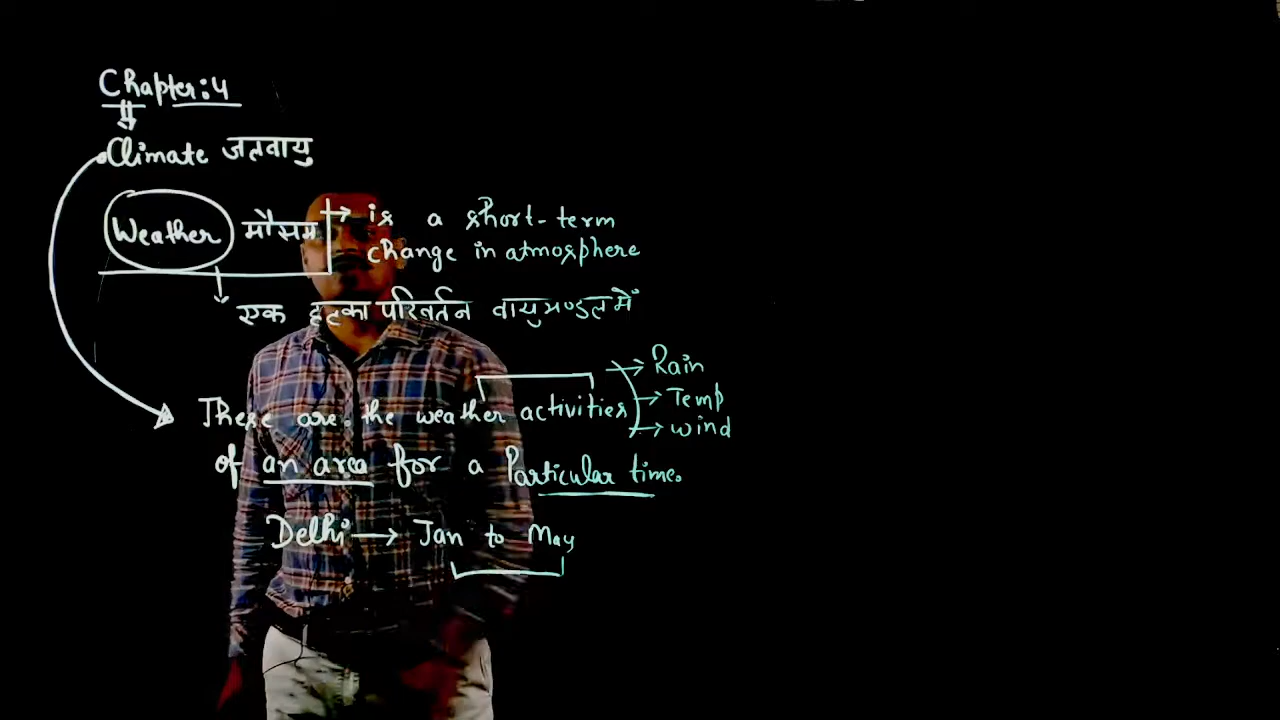 Chapter:4
Climate जलवायु
Weather मौसम → is a short-term
change in atmosphere
एक हल्का परिवर्तन वायुमण्डल में
→ Rain
These are the weather activities → Temp
→ wind
of an area for a Particular time.
Delhi → Jan to May